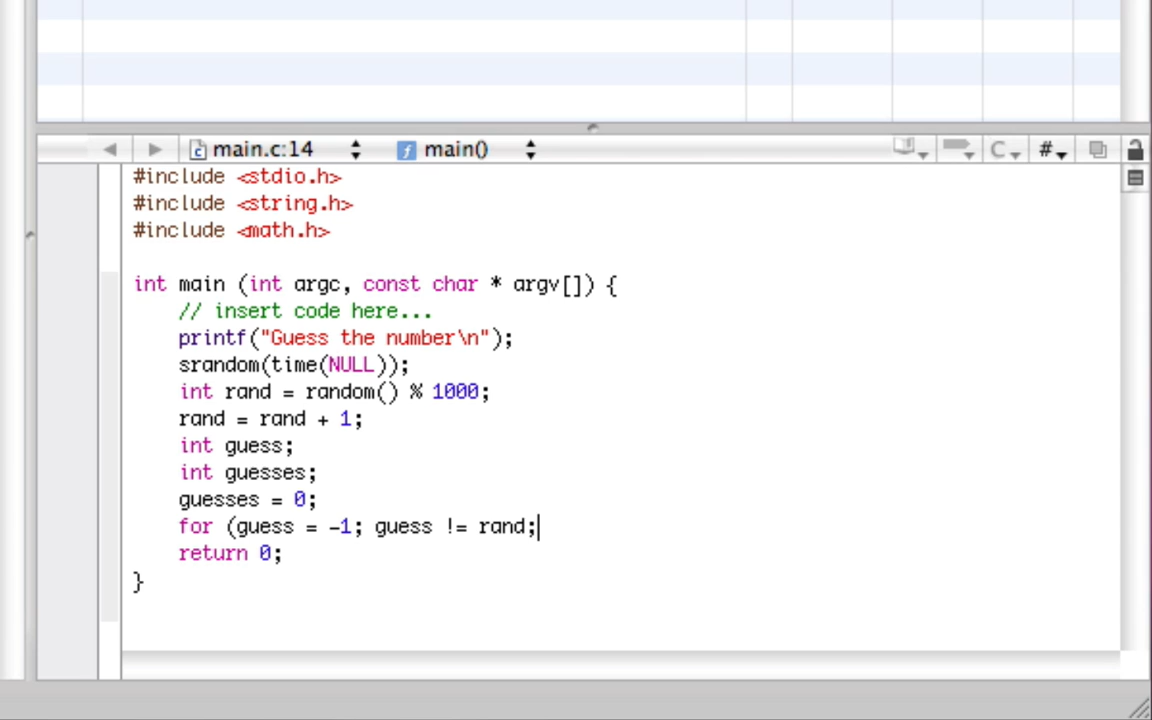 main.c:14 main() C #
#include <stdio.h>
#include <string.h>
#include <math.h>
int main (int argc, const char * argv[]) {
// insert code here...
printf("Guess the number\n");
srandom(time(NULL));
int rand = random() % 1000;
rand = rand + 1;
int guess;
int guesses;
guesses = 0;
for (guess = -1; guess != rand;
return 0;
}